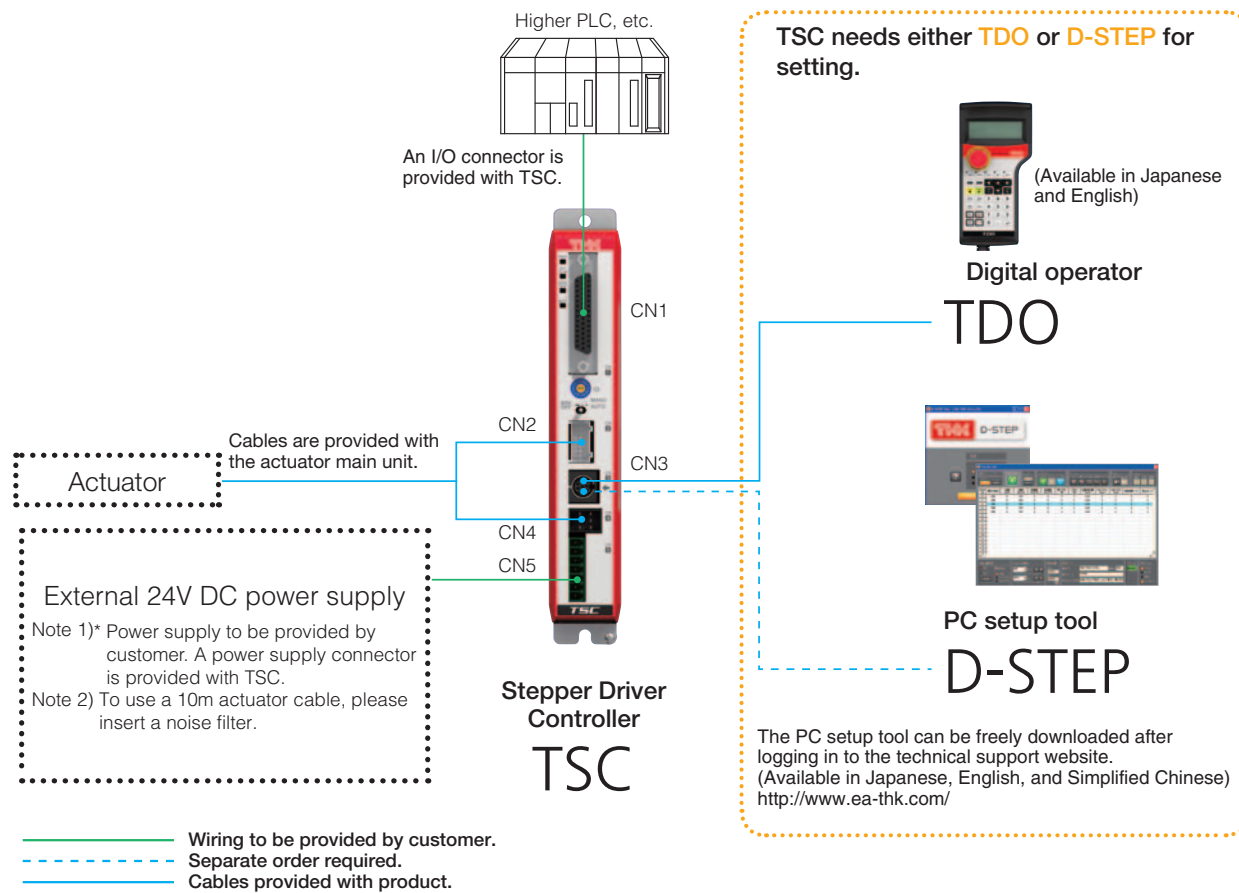 Higher PLC, etc.
An I/O connector is
provided with TSC.
THK
CN1
CN2
CN3
CN4
CN5
TSC
Cables are provided with
the actuator main unit.
Actuator
External 24V DC power supply
Note 1)* Power supply to be provided by
customer. A power supply connector
is provided with TSC.
Note 2) To use a 10m actuator cable, please
insert a noise filter.
Stepper Driver
Controller
TSC
TSC needs either TDO or D-STEP for
setting.
(Available in Japanese
and English)
Digital operator
TDO
THK D-STEP
PC setup tool
D-STEP
The PC setup tool can be freely downloaded after
logging in to the technical support website.
(Available in Japanese, English, and Simplified Chinese)
http://www.ea-thk.com/
Wiring to be provided by customer.
Separate order required.
Cables provided with product.